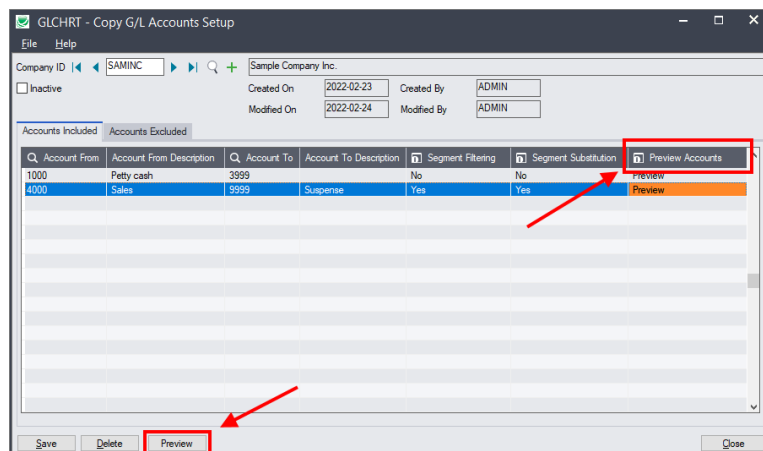 GLCHRT - Copy G/L Accounts Setup
File Help
Company ID SAMINC Sample Company Inc.
Inactive Created On 2022-02-23 Created By ADMIN
Modified On 2022-02-24 Modified By ADMIN
Accounts Included Accounts Excluded
Account From Account From Description Account To Account To Description Segment Filtering Segment Substitution Preview Accounts
1000 Petty cash 3999 No No Preview
4000 Sales 9999 Suspense Yes Yes Preview
Save Delete Preview Close